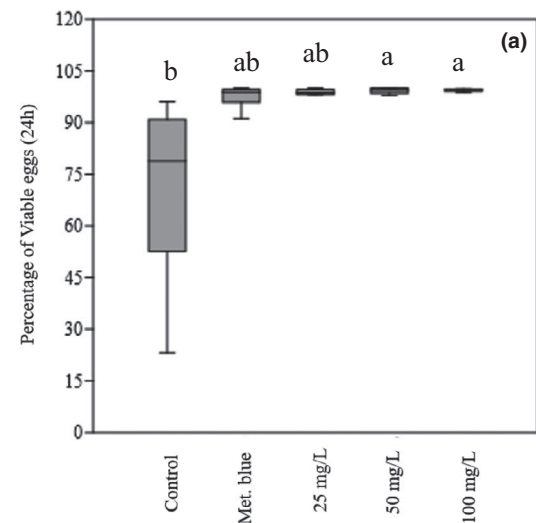 120
105
90
75
60
45
30
15
0
Percentage of Viable eggs (24h)
(a)
b
ab
ab
a
a
Control
Met. blue
25 mg/L
50 mg/L
100 mg/L